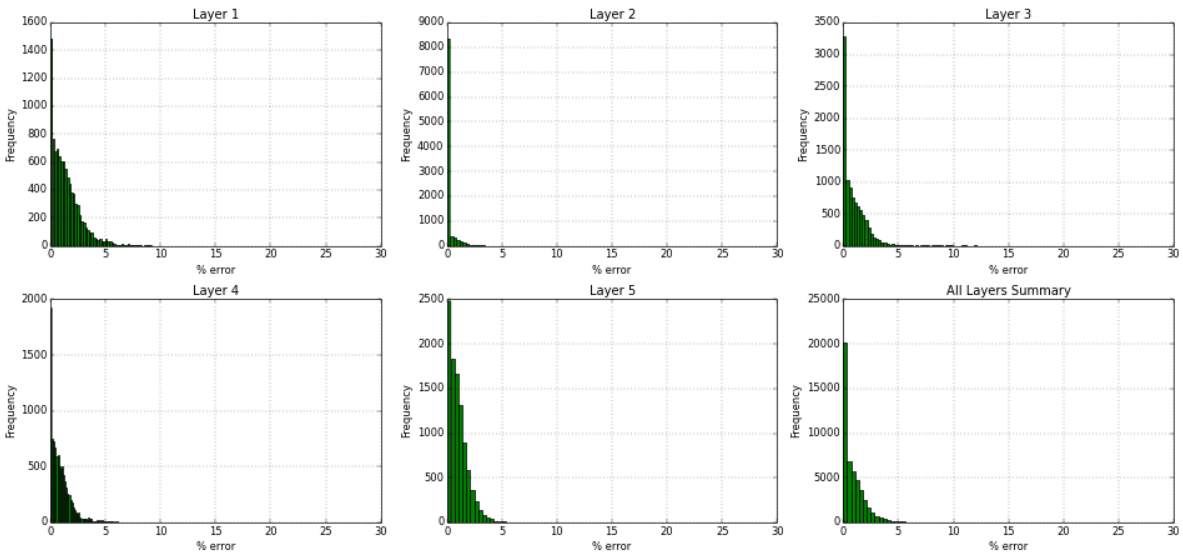 Layer 1
1600
1400
1200
1000
800
600
400
200
0
Frequency
0 5 10 15 20 25 30
% error
Layer 2
9000
8000
7000
6000
5000
4000
3000
2000
1000
0
Frequency
0 5 10 15 20 25 30
% error
Layer 3
3500
3000
2500
2000
1500
1000
500
0
Frequency
0 5 10 15 20 25 30
% error
Layer 4
2000
1500
1000
500
0
Frequency
0 5 10 15 20 25 30
% error
Layer 5
2500
2000
1500
1000
500
0
Frequency
0 5 10 15 20 25 30
% error
All Layers Summary
25000
20000
15000
10000
5000
0
Frequency
0 5 10 15 20 25 30
% error